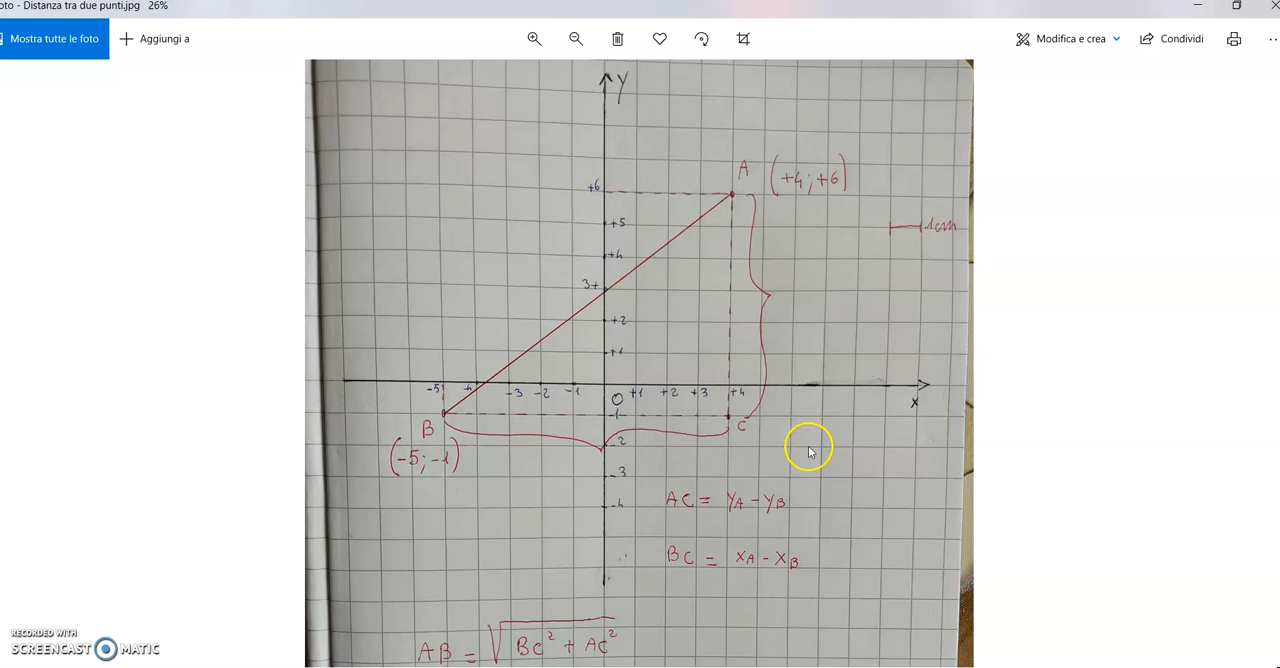 oto - Distanza tra due punti.jpg 26%
Mostra tutte le foto
Aggiungi a
Modifica e crea
Condividi
Y
A (+4; +6)
+6
1cm
+5
+4
3+
+2
+1
-5 -4 -3 -2 -1 O +1 +2 +3 +4
x
-1
B
C
(-5; -1)
-2
-3
-4
AC = YA - YB
BC = XA - XB
AB = √BC² + AC²
RECORDED WITH
SCREENCAST MATIC